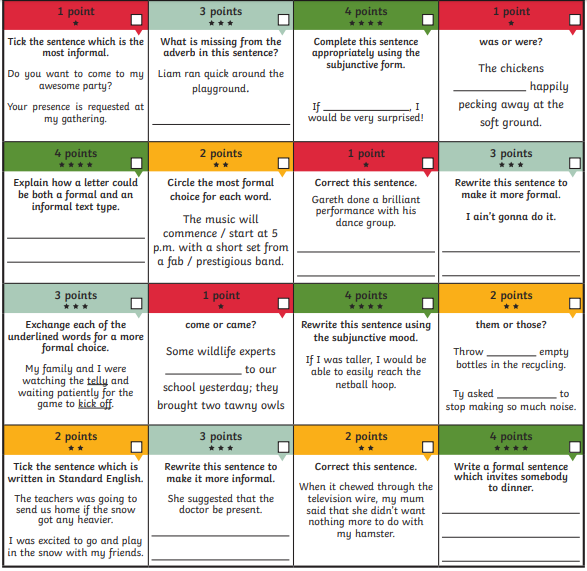 1 point
★
Tick the sentence which is the
most informal.
Do you want to come to my
awesome party?
Your presence is requested at
my gathering.
3 points
★ ★ ★
What is missing from the
adverb in this sentence?
Liam ran quick around the
playground.
4 points
★ ★ ★ ★
Complete this sentence
appropriately using the
subjunctive form.
If ______________, I
would be very surprised!
1 point
★
was or were?
The chickens
____________ happily
pecking away at the
soft ground.
4 points
★ ★ ★ ★
Explain how a letter could
be both a formal and an
informal text type.
2 points
★ ★
Circle the most formal
choice for each word.
The music will
commence / start at 5
p.m. with a short set from
a fab / prestigious band.
1 point
★
Correct this sentence.
Gareth done a brilliant
performance with his
dance group.
3 points
★ ★ ★
Rewrite this sentence to
make it more formal.
I ain't gonna do it.
3 points
★ ★ ★
Exchange each of the
underlined words for a more
formal choice.
My family and I were
watching the telly and
waiting patiently for the
game to kick off.
1 point
★
come or came?
Some wildlife experts
____________ to our
school yesterday; they
brought two tawny owls
4 points
★ ★ ★ ★
Rewrite this sentence using
the subjunctive mood.
If I was taller, I would be
able to easily reach the
netball hoop.
2 points
★ ★
them or those?
Throw _________ empty
bottles in the recycling.
Ty asked __________ to
stop making so much noise.
2 points
★ ★
Tick the sentence which is
written in Standard English.
The teachers was going to
send us home if the snow
got any heavier.
I was excited to go and play
in the snow with my friends.
3 points
★ ★ ★
Rewrite this sentence to
make it more informal.
She suggested that the
doctor be present.
2 points
★ ★
Correct this sentence.
When it chewed through the
television wire, my mum
said that she didn't want
nothing more to do with
my hamster.
4 points
★ ★ ★ ★
Write a formal sentence
which invites somebody
to dinner.